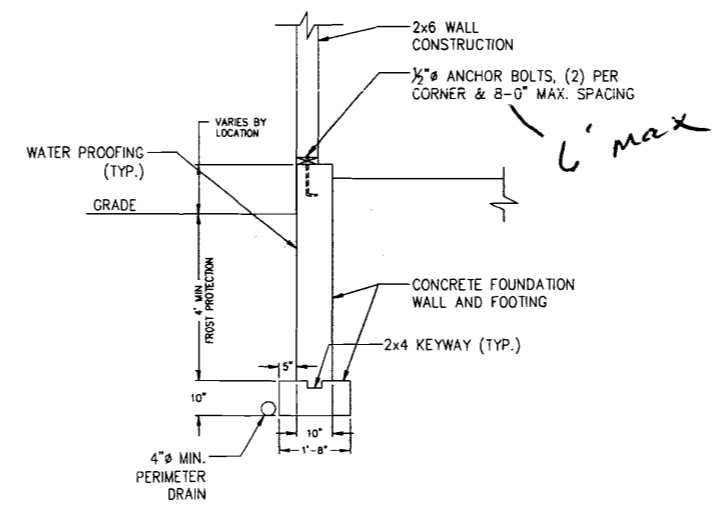 2x6 WALL
CONSTRUCTION
½"ø ANCHOR BOLTS, (2) PER
CORNER & 8-0" MAX. SPACING
6' max
VARIES BY
LOCATION
WATER PROOFING
(TYP.)
GRADE
4' MIN
FROST PROTECTION
CONCRETE FOUNDATION
WALL AND FOOTING
2x4 KEYWAY (TYP.)
5"
10"
10"
1'-8"
4"ø MIN.
PERIMETER
DRAIN